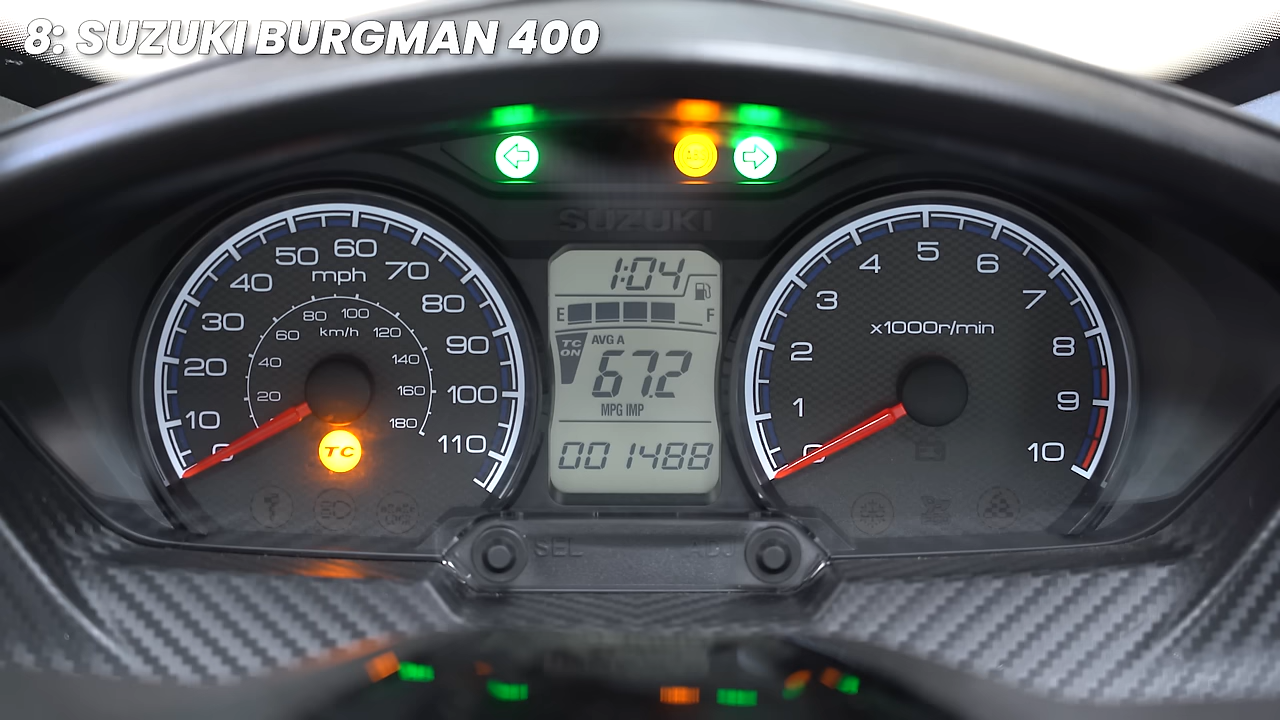 8: SUZUKI BURGMAN 400
SUZUKI
0 10 20 30 40 50 60 70 80 90 100 110
mph
20 40 60 80 100 120 140 160 180
km/h
TC
1:04
E F
TC
ON
AVG A
67.2
MPG IMP
001488
0 1 2 3 4 5 6 7 8 9 10
x1000r/min
SEL ADJ